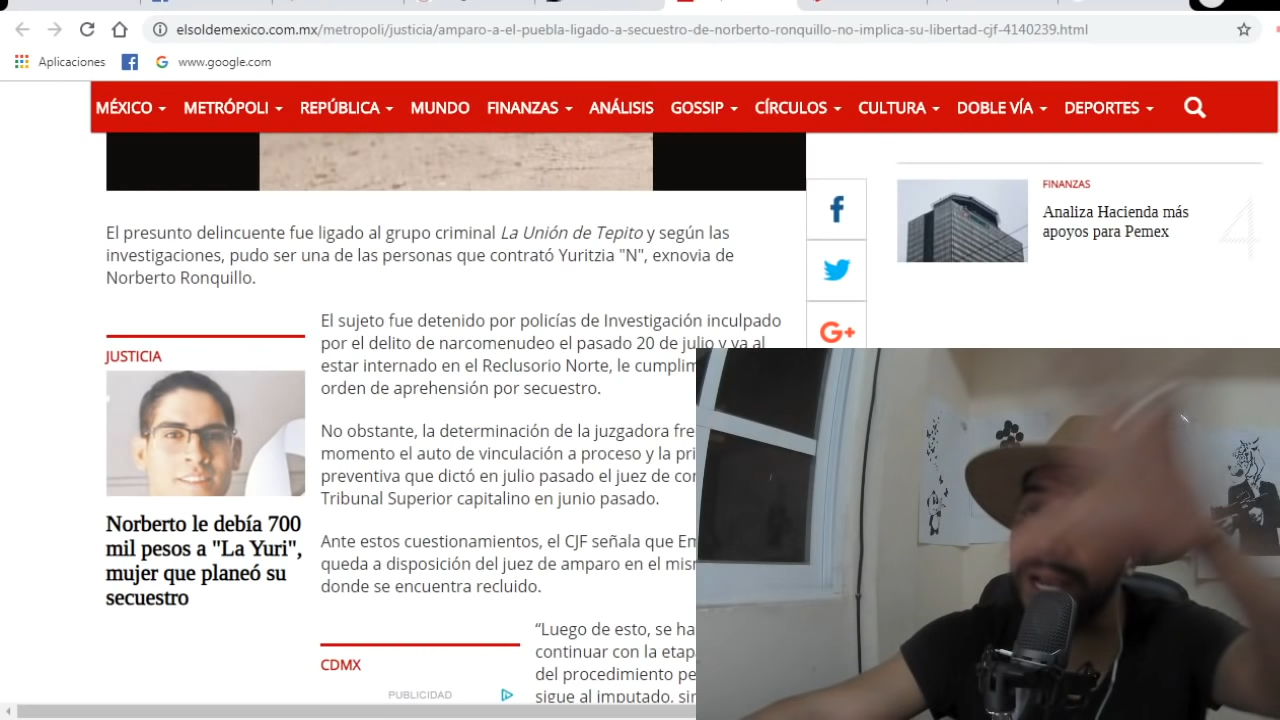 elsoldemexico.com.mx/metropoli/justicia/amparo-a-el-puebla-ligado-a-secuestro-de-norberto-ronquillo-no-implica-su-libertad-cjf-4140239.html
Aplicaciones
www.google.com
MÉXICO METRÓPOLI REPÚBLICA MUNDO FINANZAS ANÁLISIS GOSSIP CÍRCULOS CULTURA DOBLE VÍA DEPORTES
El presunto delincuente fue ligado al grupo criminal La Unión de Tepito y según las
investigaciones, pudo ser una de las personas que contrató Yuritzia "N", exnovia de
Norberto Ronquillo.
FINANZAS
Analiza Hacienda más
apoyos para Pemex
4
G+
JUSTICIA
Norberto le debía 700
mil pesos a "La Yuri",
mujer que planeó su
secuestro
El sujeto fue detenido por policías de Investigación inculpado
por el delito de narcomenudeo el pasado 20 de julio y ya al
estar internado en el Reclusorio Norte, le cumplim
orden de aprehensión por secuestro.
No obstante, la determinación de la juzgadora fre
momento el auto de vinculación a proceso y la pri
preventiva que dictó en julio pasado el juez de con
Tribunal Superior capitalino en junio pasado.
Ante estos cuestionamientos, el CJF señala que Em
queda a disposición del juez de amparo en el misn
donde se encuentra recluido.
CDMX
PUBLICIDAD
“Luego de esto, se ha
continuar con la etapa
del procedimiento pe
sigue al imputado, sin